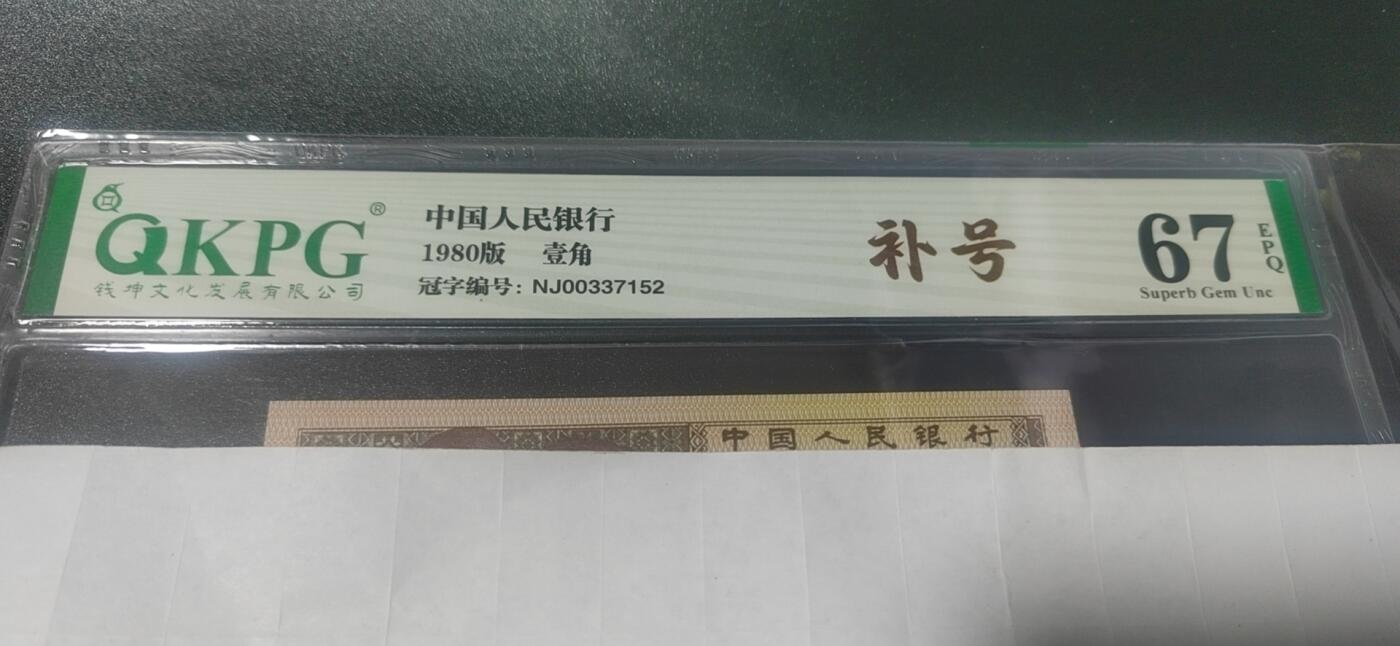 QKPG®
钱坤文化发展有限公司
中国人民银行
1980版 壹角
冠字编号: NJ00337152
补号
67
EPQ
Superb Gem Unc
中国人民银行